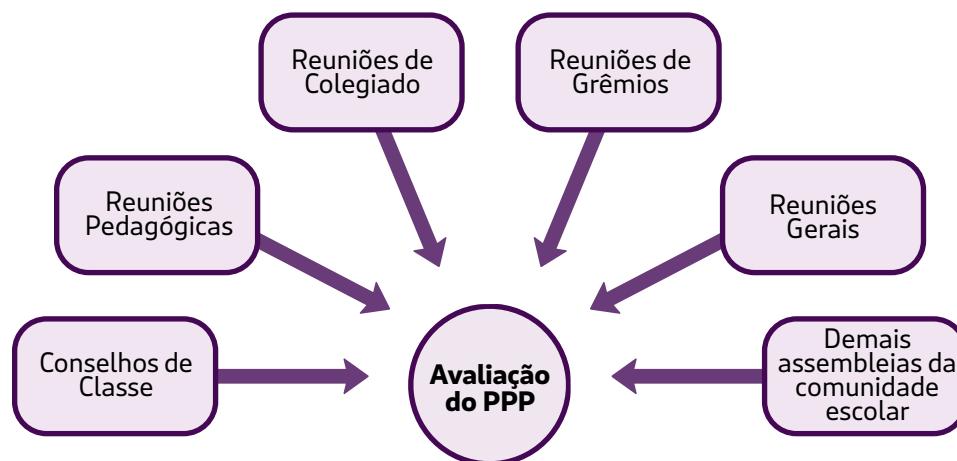 Reuniões de
Colegiado
Reuniões de
Grêmios
Reuniões
Pedagógicas
Reuniões
Gerais
Conselhos de
Classe
Avaliação
do PPP
Demais
assembleias da
comunidade
escolar